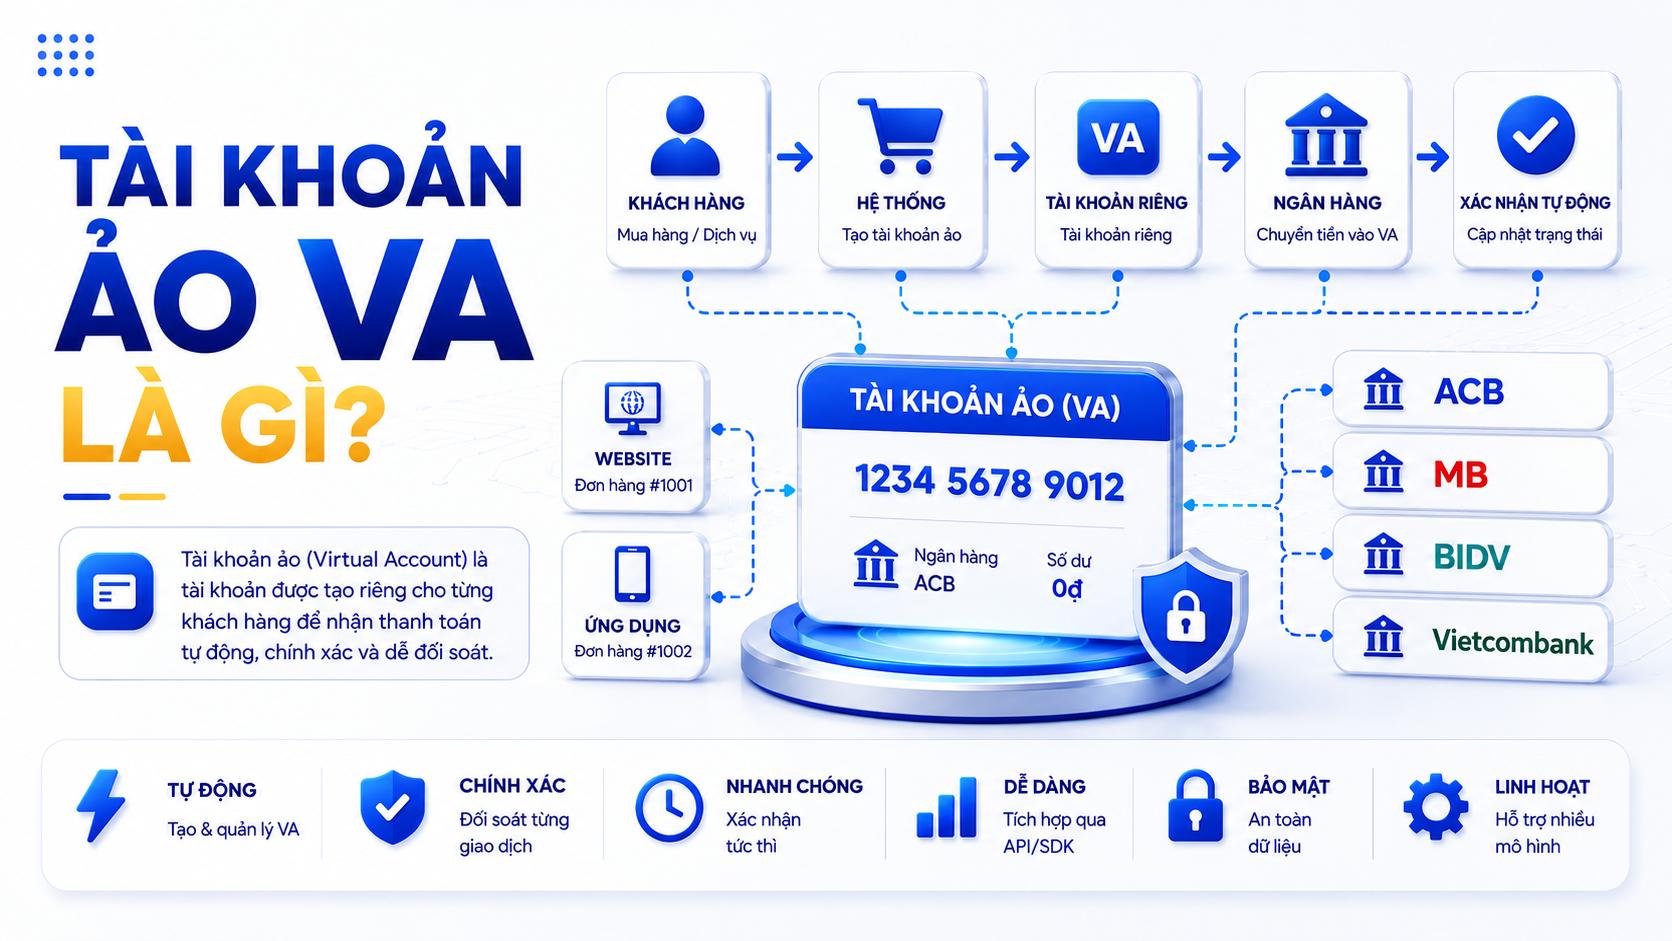 TÀI KHOẢN
ẢO VA
LÀ GÌ?
Tài khoản ảo (Virtual Account) là
tài khoản được tạo riêng cho từng
khách hàng để nhận thanh toán
tự động, chính xác và dễ đối soát.
KHÁCH HÀNG
Mua hàng / Dịch vụ
HỆ THỐNG
Tạo tài khoản ảo
VA
TÀI KHOẢN RIÊNG
Tài khoản riêng
NGÂN HÀNG
Chuyển tiền vào VA
XÁC NHẬN TỰ ĐỘNG
Cập nhật trạng thái
WEBSITE
Đơn hàng #1001
ỨNG DỤNG
Đơn hàng #1002
TÀI KHOẢN ẢO (VA)
1234 5678 9012
Ngân hàng
ACB
Số dư
0₫
ACB
MB
BIDV
Vietcombank
TỰ ĐỘNG
Tạo & quản lý VA
CHÍNH XÁC
Đối soát từng
giao dịch
NHANH CHÓNG
Xác nhận
tức thì
DỄ DÀNG
Tích hợp qua
API/SDK
BẢO MẬT
An toàn
dữ liệu
LINH HOẠT
Hỗ trợ nhiều
mô hình